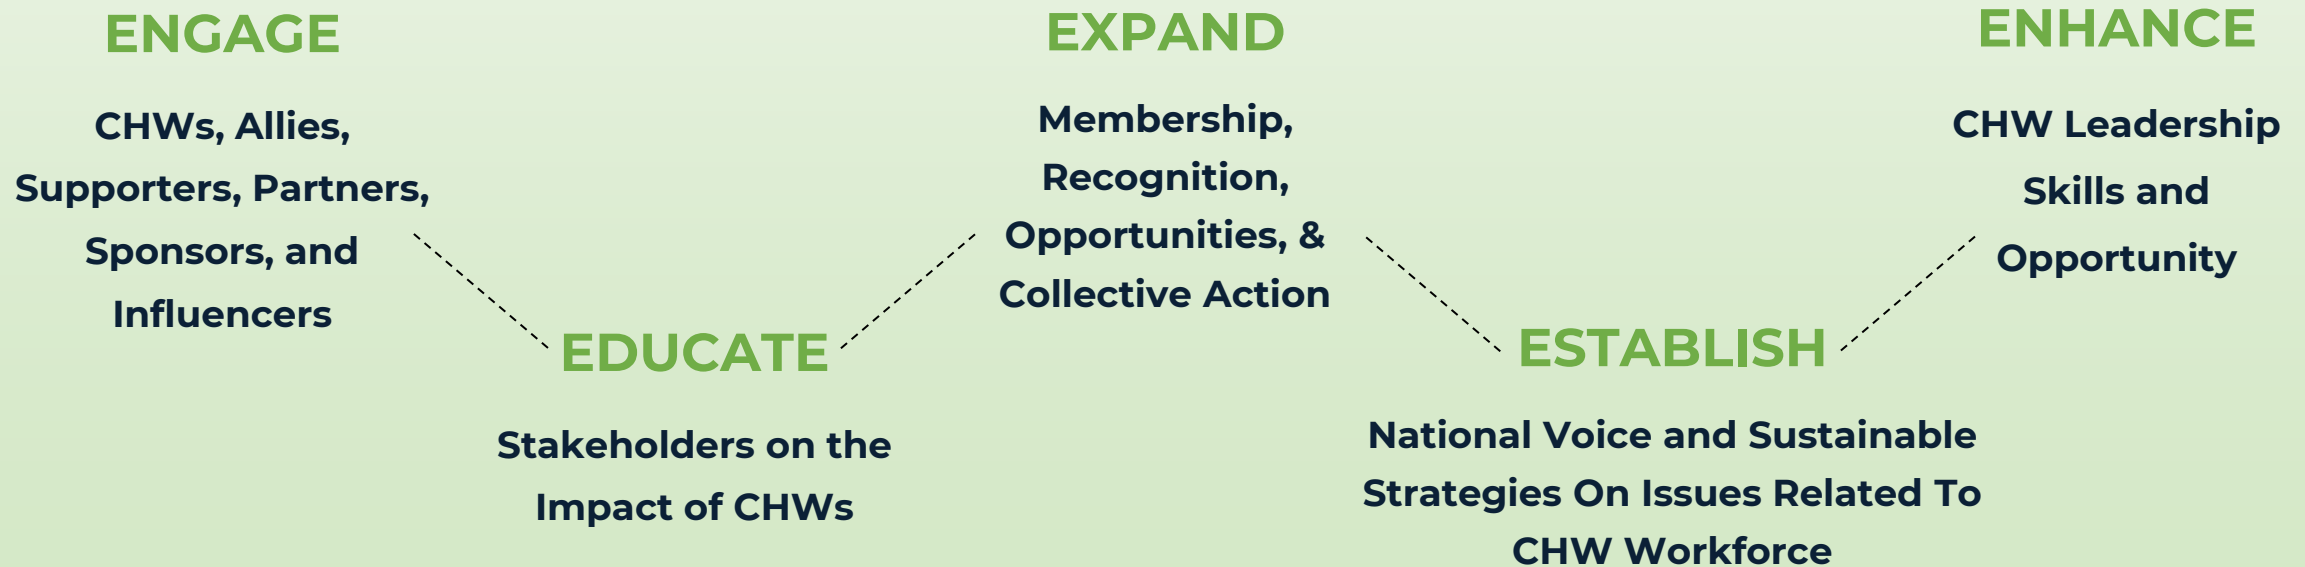 ENGAGE
CHWs, Allies,
Supporters, Partners,
Sponsors, and
Influencers
EDUCATE
Stakeholders on the
Impact of CHWs
EXPAND
Membership,
Recognition,
Opportunities, &
Collective Action
ESTABLISH
National Voice and Sustainable
Strategies On Issues Related To
CHW Workforce
ENHANCE
CHW Leadership
Skills and
Opportunity